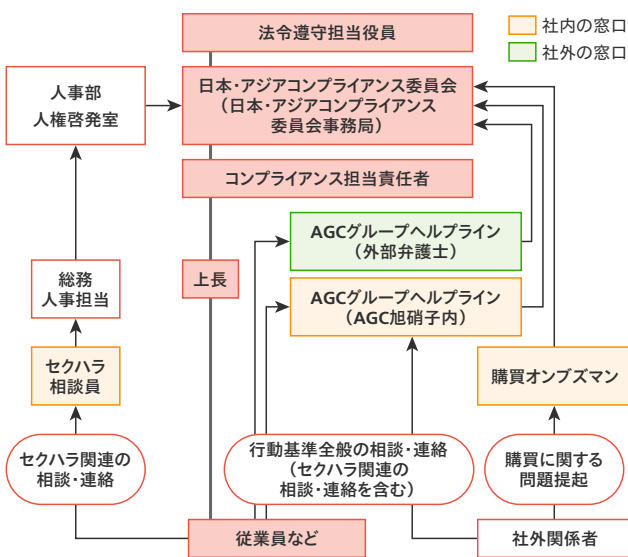 法令遵守担当役員
社内の窓口
社外の窓口
人事部
人権啓発室
日本・アジアコンプライアンス委員会
（日本・アジアコンプライアンス
委員会事務局）
コンプライアンス担当責任者
AGCグループヘルプライン
（外部弁護士）
総務
人事担当
上長
AGCグループヘルプライン
（AGC旭硝子内）
セクハラ
相談員
購買オンブズマン
セクハラ関連の
相談・連絡
行動基準全般の相談・連絡
（セクハラ関連の
相談・連絡を含む）
購買に関する
問題提起
従業員など
社外関係者